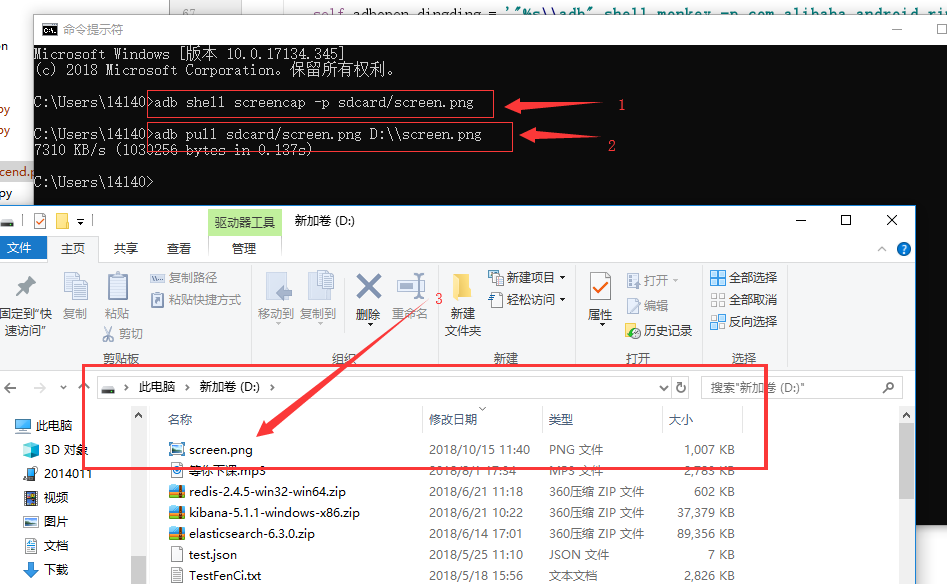 67
self.adbopen_dingding = '"%s\\adb" shell monkey -p com.alibaba.android.rim
命令提示符
Microsoft Windows [版本 10.0.17134.345]
(c) 2018 Microsoft Corporation。保留所有权利。
C:\Users\14140>adb shell screencap -p sdcard/screen.png
1
C:\Users\14140>adb pull sdcard/screen.png D:\\screen.png
2
7310 KB/s (1030256 bytes in 0.137s)
C:\Users\14140>
on
py
py
cend.p
py
驱动器工具
新加卷 (D:)
文件
主页
共享
查看
管理
固定到"快
速访问"
复制
粘贴
复制路径
粘贴快捷方式
剪切
剪贴板
移动到
复制到
删除
重命名
组织
3
新建
文件夹
新建项目
轻松访问
新建
属性
打开
编辑
历史记录
打开
全部选择
全部取消
反向选择
选择
此电脑 > 新加卷 (D:) >
搜索"新加卷 (D:)"
此电脑
3D 对象
2014011
视频
图片
文档
下载
名称 修改日期 类型 大小
screen.png 2018/10/15 11:40 PNG 文件 1,007 KB
等你下课.mp3 2018/8/1 17:34 MP3 文件 2,785 KB
redis-2.4.5-win32-win64.zip 2018/6/21 11:18 360压缩 ZIP 文件 602 KB
kibana-5.1.1-windows-x86.zip 2018/6/21 10:22 360压缩 ZIP 文件 37,379 KB
elasticsearch-6.3.0.zip 2018/6/14 17:01 360压缩 ZIP 文件 89,356 KB
test.json 2018/5/25 11:10 JSON 文件 7 KB
TestFenCi.txt 2018/5/18 15:56 文本文档 2,826 KB